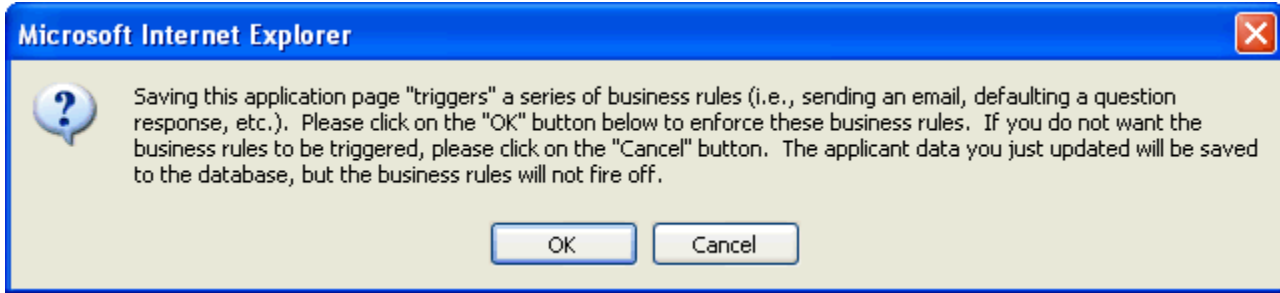 Microsoft Internet Explorer
Saving this application page "triggers" a series of business rules (i.e., sending an email, defaulting a question
response, etc.).  Please click on the "OK" button below to enforce these business rules.  If you do not want the
business rules to be triggered, please click on the "Cancel" button.  The applicant data you just updated will be saved
to the database, but the business rules will not fire off.
OK Cancel